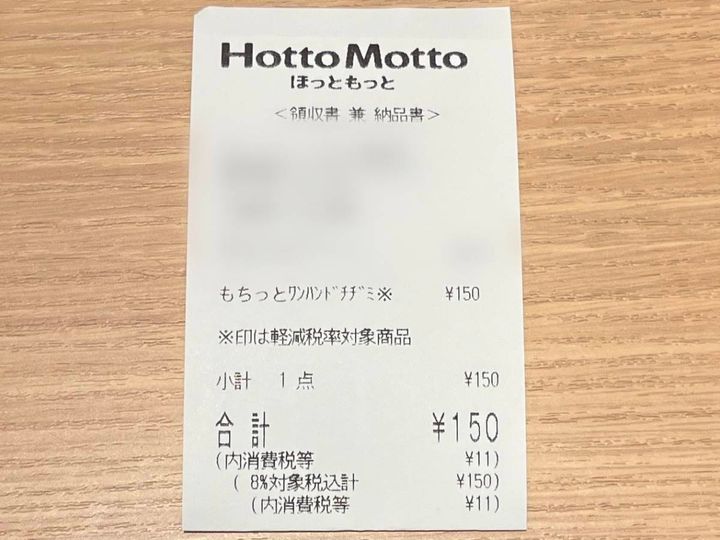 Hotto Motto
ほっともっと
<領収書 兼 納品書>
もちっとﾜﾝﾊﾝﾄﾞﾁﾁﾞﾐ※ ¥150
※印は軽減税率対象商品
小計 1点 ¥150
合計 ¥150
(内消費税等 ¥11)
( 8%対象税込計 ¥150)
(内消費税等 ¥11)